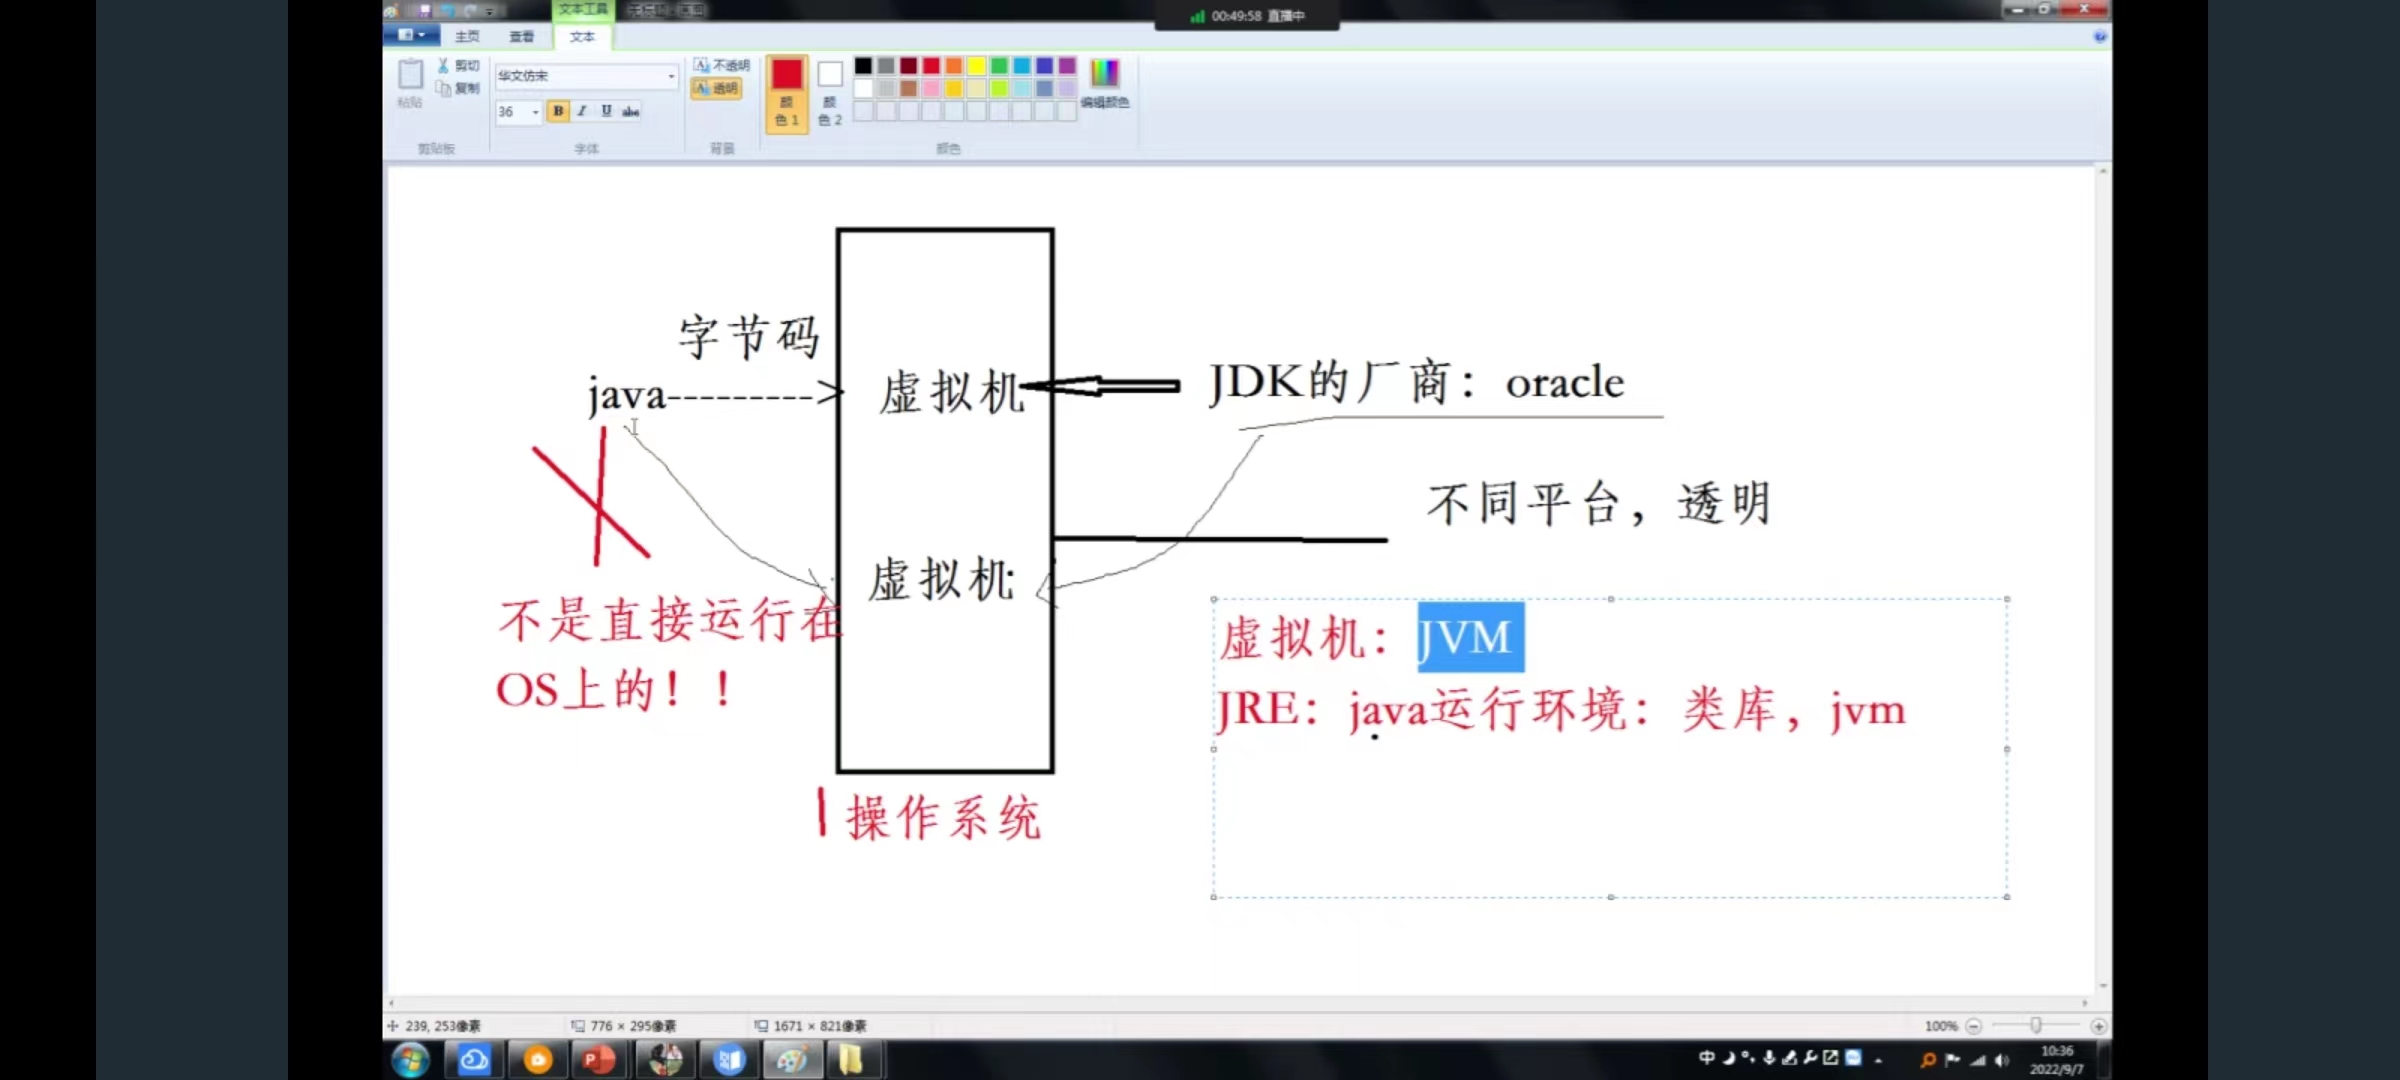 文本工具
00:49:58 直播中
主页 查看 文本
粘贴
剪切
复制
剪贴板
华文仿宋
36
B I U abc
字体
不透明
透明
背景
颜色 1
颜色 2
编辑颜色
颜色
字节码
java--------->
虚拟机
JDK的厂商：oracle
不同平台，透明
虚拟机
不是直接运行在
OS上的！！
虚拟机：JVM
JRE：java运行环境：类库，jvm
操作系统
239, 253像素
776 × 295像素
1671 × 821像素
100%
中
10:36
2022/9/7